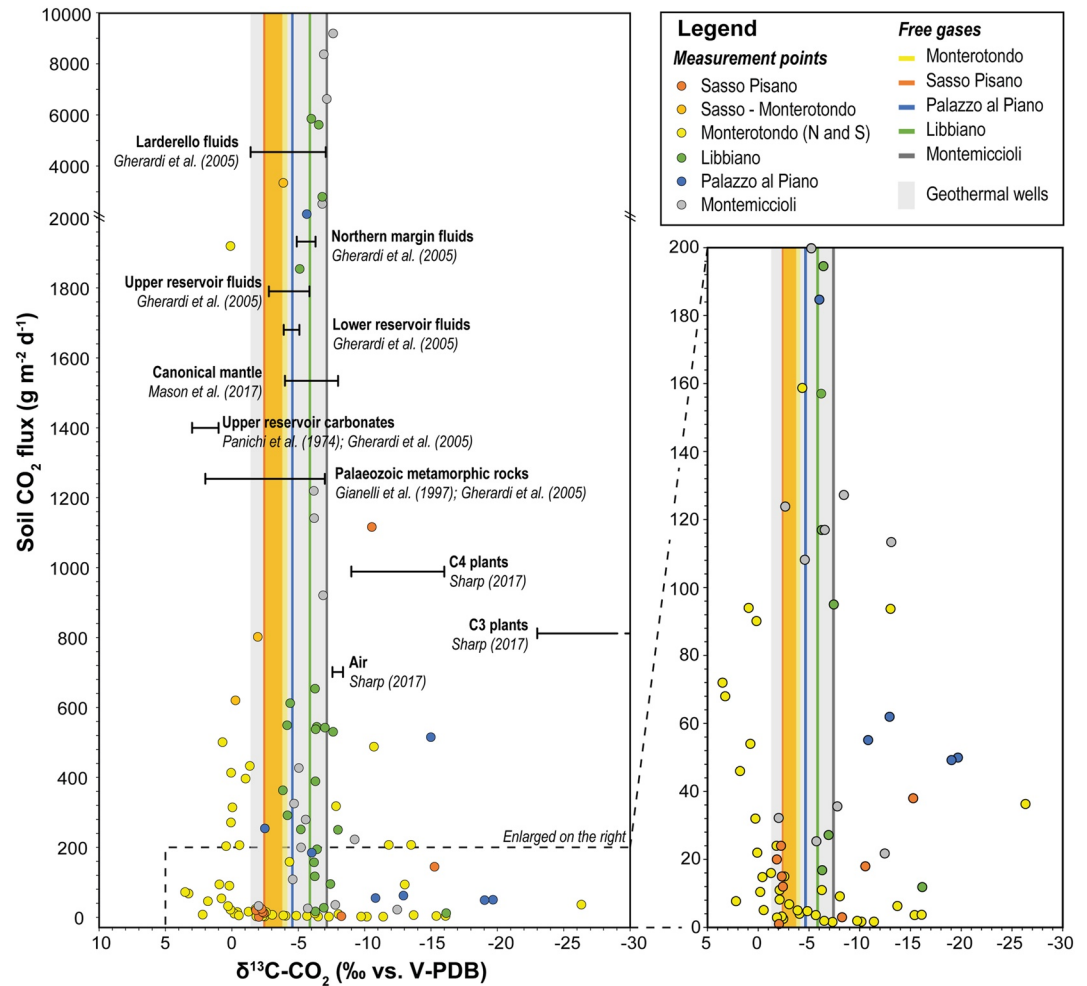 10000
8000
6000
4000
2000
1800
1600
1400
1200
1000
800
600
400
200
0
Soil CO2 flux (g m-2 d-1)
10
5
0
-5
-10
-15
-20
-25
-30
δ13C-CO2 (‰ vs. V-PDB)
Larderello fluids
Gherardi et al. (2005)
Northern margin fluids
Gherardi et al. (2005)
Upper reservoir fluids
Gherardi et al. (2005)
Lower reservoir fluids
Gherardi et al. (2005)
Canonical mantle
Mason et al. (2017)
Upper reservoir carbonates
Panichi et al. (1974); Gherardi et al. (2005)
Palaeozoic metamorphic rocks
Gianelli et al. (1997); Gherardi et al. (2005)
C4 plants
Sharp (2017)
C3 plants
Sharp (2017)
Air
Sharp (2017)
Enlarged on the right
Legend
Measurement points
Sasso Pisano
Sasso - Monterotondo
Monterotondo (N and S)
Libbiano
Palazzo al Piano
Montemiccioli
Free gases
Monterotondo
Sasso Pisano
Palazzo al Piano
Libbiano
Montemiccioli
Geothermal wells
200
180
160
140
120
100
80
60
40
20
0
5
0
-5
-10
-15
-20
-25
-30